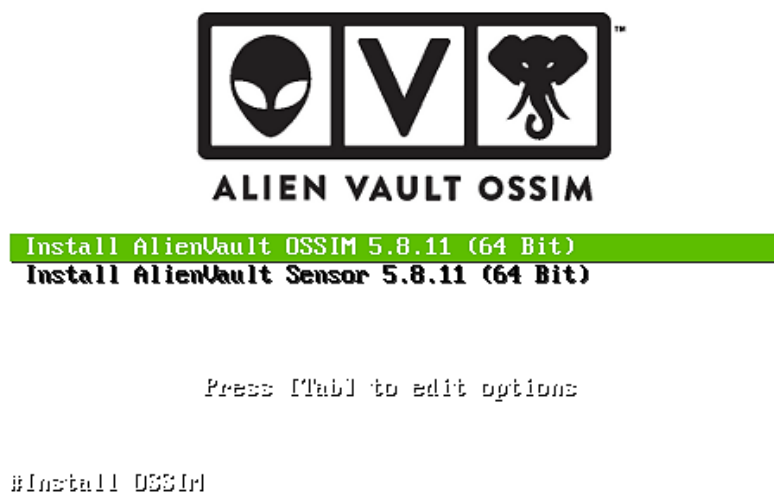 V™
ALIEN VAULT OSSIM
Install AlienVault OSSIM 5.8.11 (64 Bit)
Install AlienVault Sensor 5.8.11 (64 Bit)
Press [Tab] to edit options
#Install OSSIM